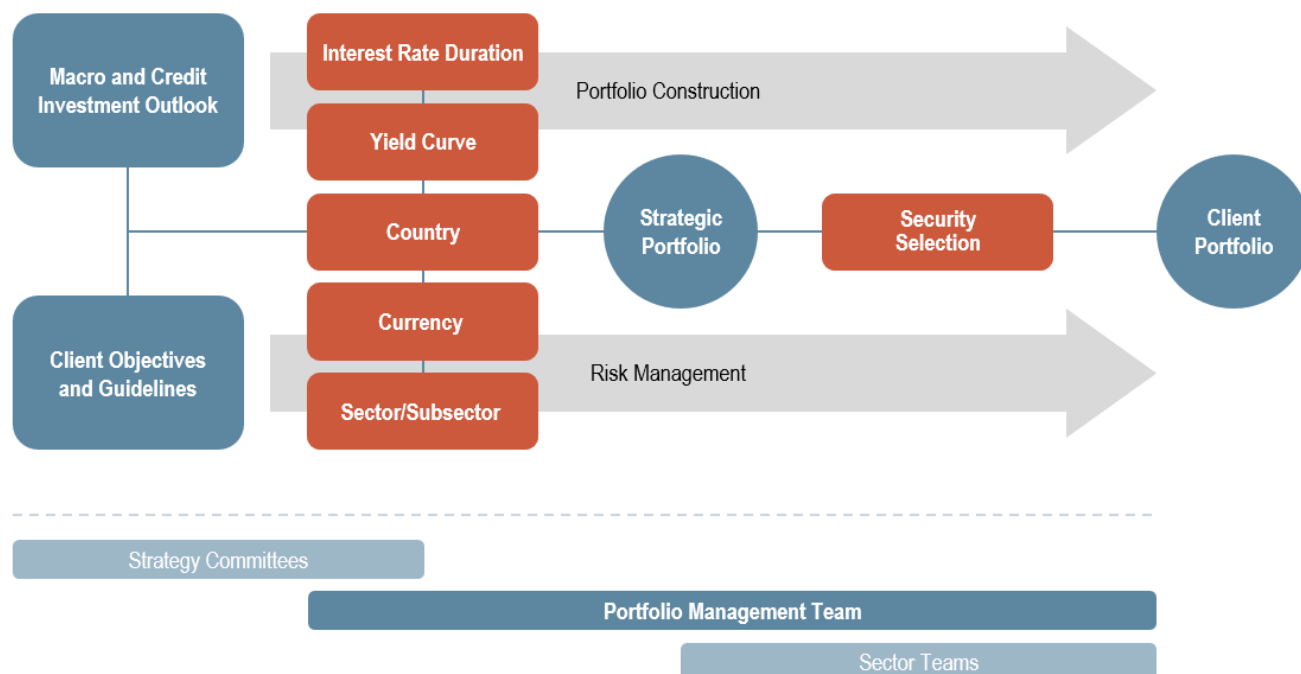 Macro and Credit
Investment Outlook
Client Objectives
and Guidelines
Interest Rate Duration
Yield Curve
Country
Currency
Sector/Subsector
Portfolio Construction
Risk Management
Strategic
Portfolio
Security
Selection
Client
Portfolio
Strategy Committees
Portfolio Management Team
Sector Teams